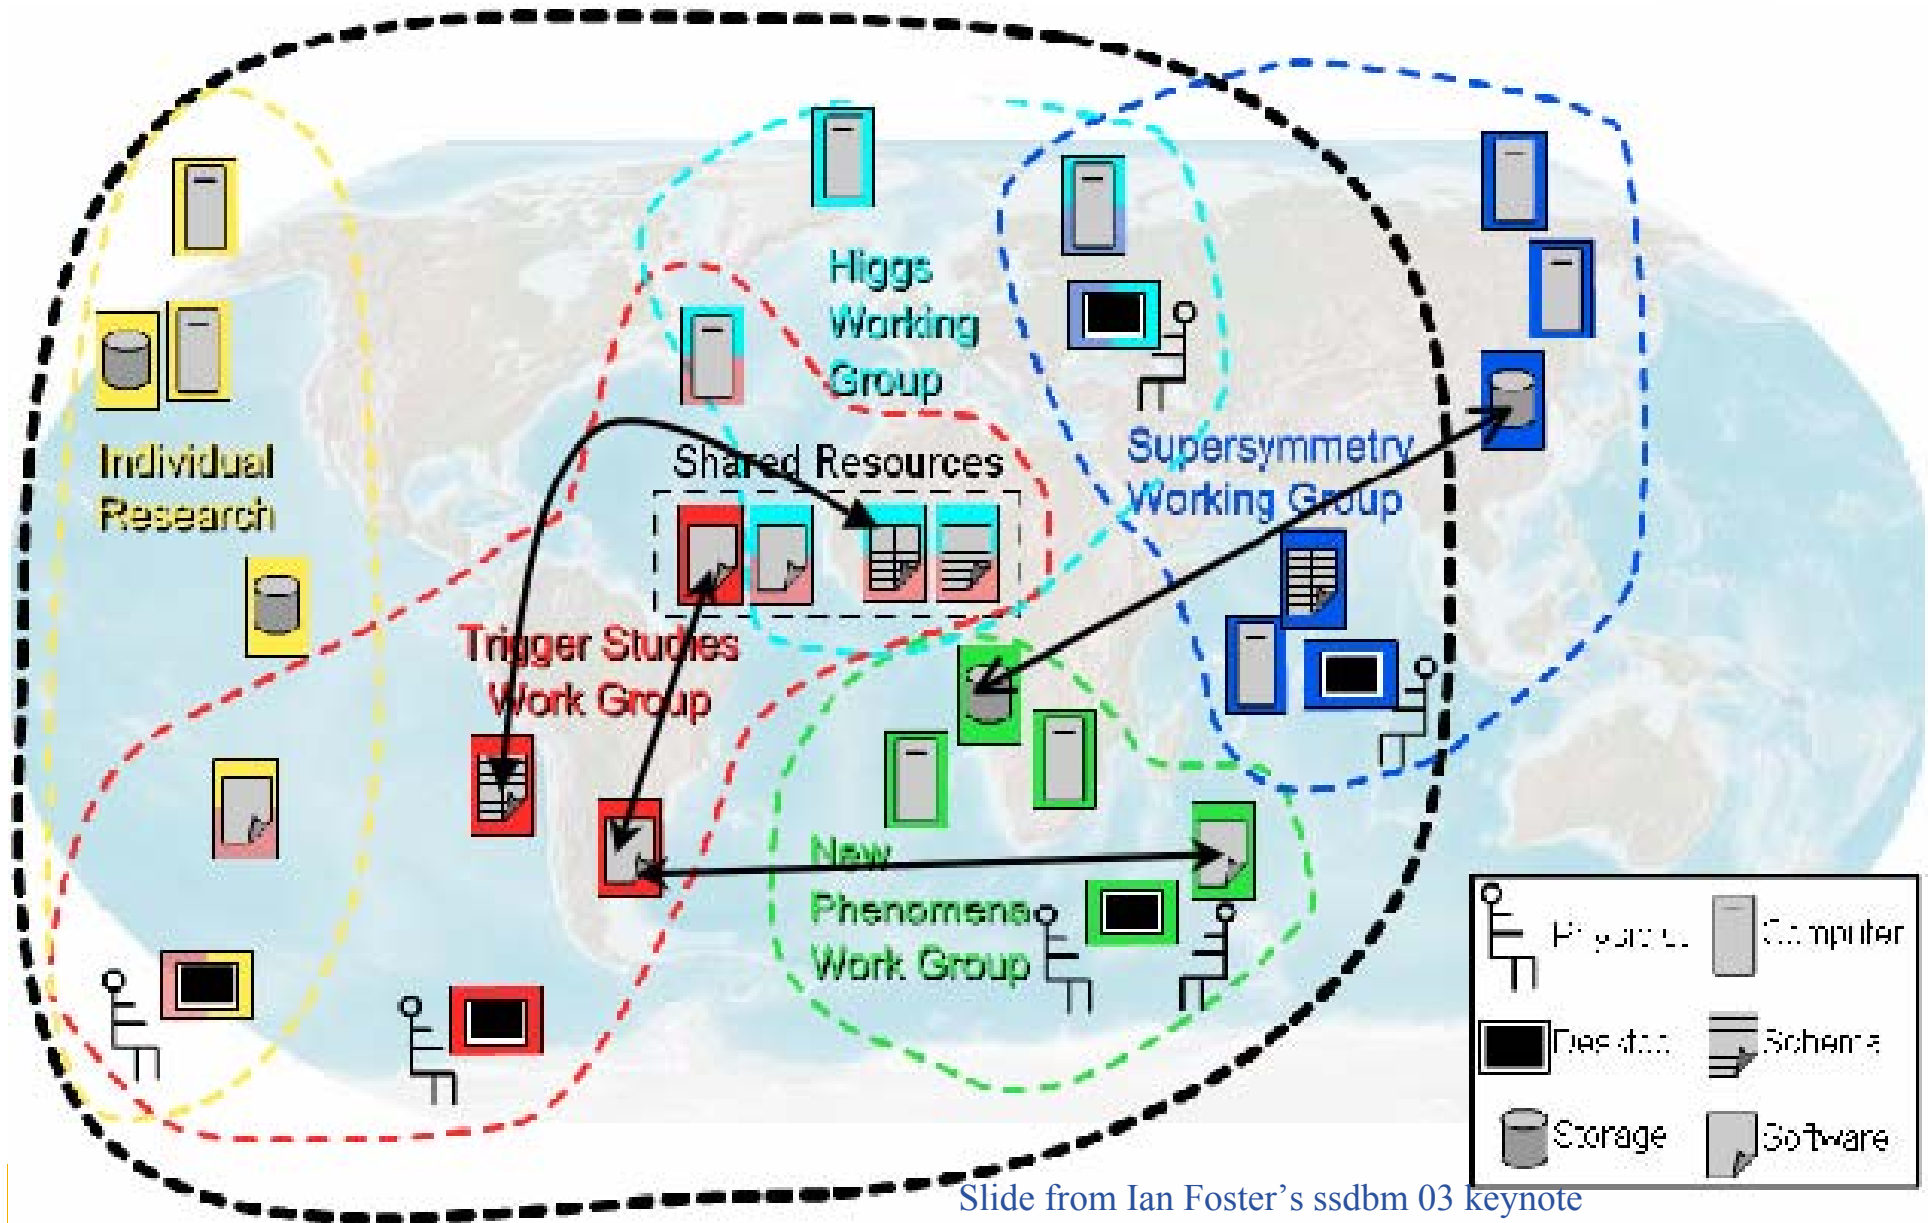 Higgs
Working
Group
Individual
Research
Shared Resources
Supersymmetry
Working Group
Trigger Studies
Work Group
New
Phenomena
Work Group
Computer
Desktop
Schema
Storage
Software
Slide from Ian Foster’s ssdbm 03 keynote